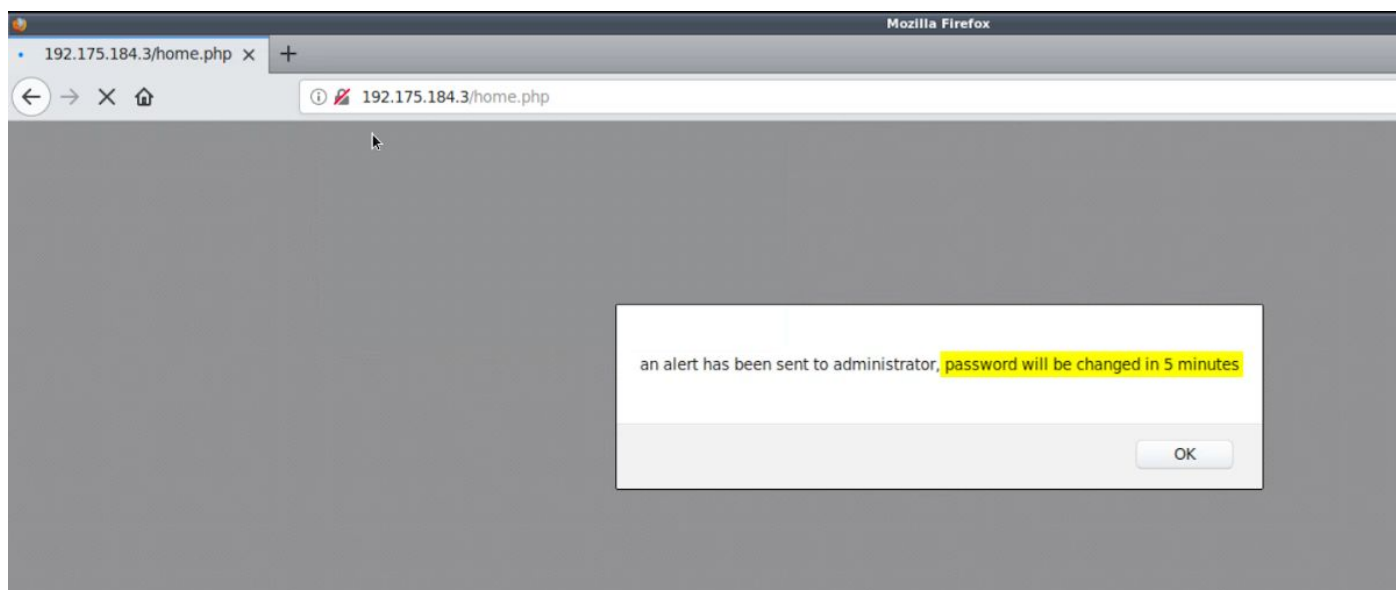 Mozilla Firefox
192.175.184.3/home.php
192.175.184.3/home.php
an alert has been sent to administrator, password will be changed in 5 minutes
OK